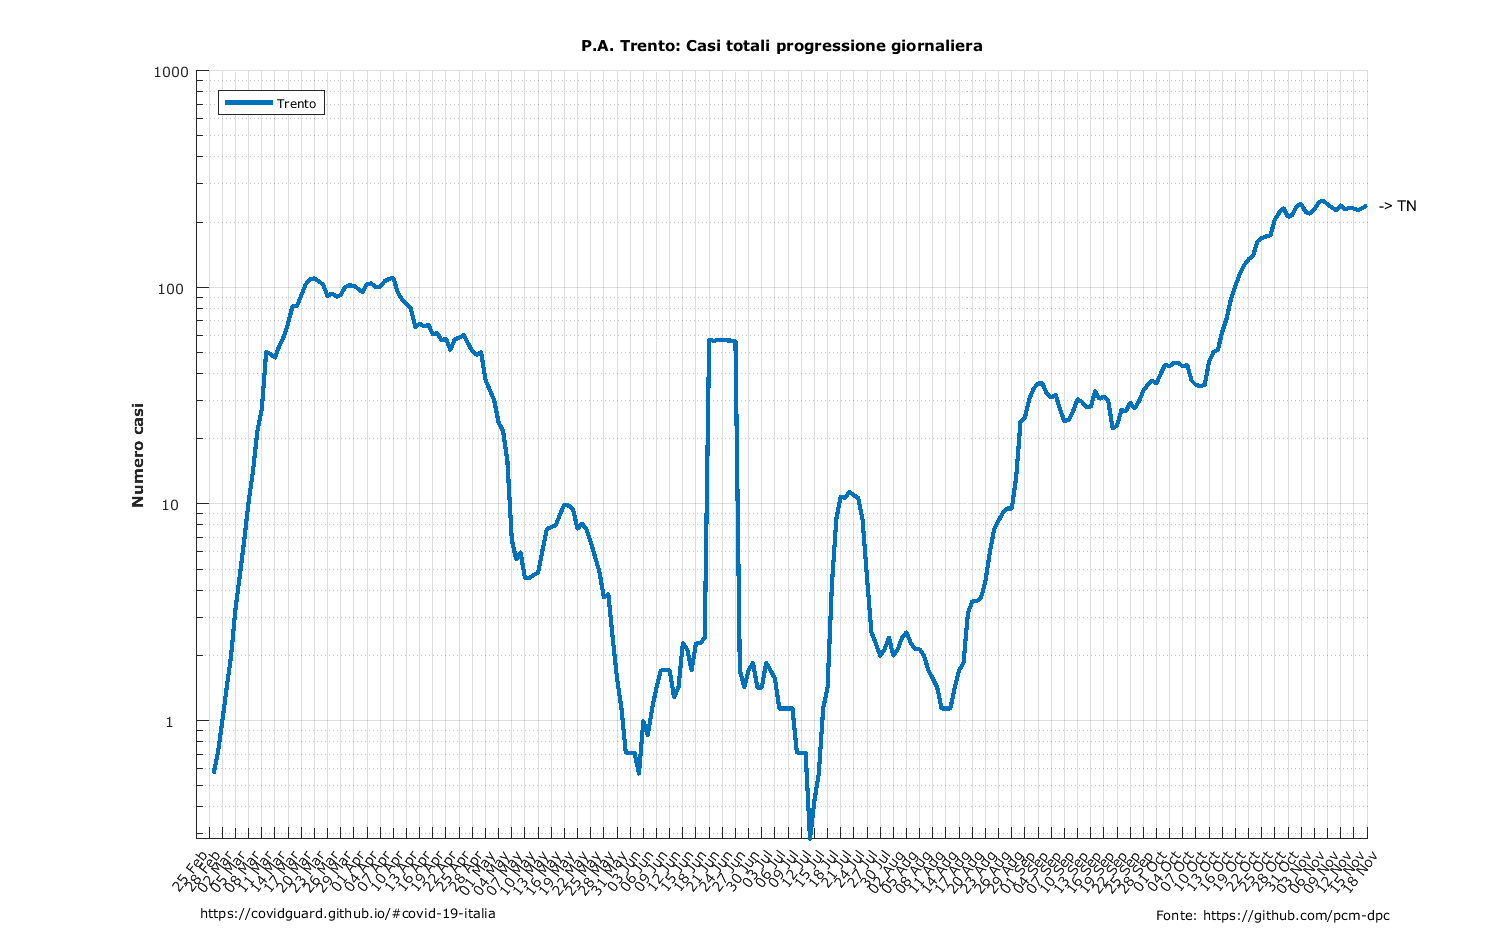 P.A. Trento: Casi totali progressione giornaliera
1000
Trento
-> TN
100
Numero casi
10
1
25 Feb
28 Feb
02 Mar
05 Mar
08 Mar
11 Mar
14 Mar
17 Mar
20 Mar
23 Mar
26 Mar
29 Mar
01 Apr
04 Apr
07 Apr
10 Apr
13 Apr
16 Apr
19 Apr
22 Apr
25 Apr
28 Apr
01 May
04 May
07 May
10 May
13 May
16 May
19 May
22 May
25 May
28 May
31 May
03 Jun
06 Jun
09 Jun
12 Jun
15 Jun
18 Jun
21 Jun
24 Jun
27 Jun
30 Jun
03 Jul
06 Jul
09 Jul
12 Jul
15 Jul
18 Jul
21 Jul
24 Jul
27 Jul
30 Jul
02 Aug
05 Aug
08 Aug
11 Aug
14 Aug
17 Aug
20 Aug
23 Aug
26 Aug
29 Aug
01 Sep
04 Sep
07 Sep
10 Sep
13 Sep
16 Sep
19 Sep
22 Sep
25 Sep
28 Sep
01 Oct
04 Oct
07 Oct
10 Oct
13 Oct
16 Oct
19 Oct
22 Oct
25 Oct
28 Oct
31 Oct
03 Nov
06 Nov
09 Nov
12 Nov
15 Nov
18 Nov
https://covidguard.github.io/#covid-19-italia
Fonte: https://github.com/pcm-dpc